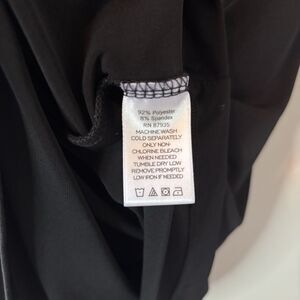 92% Polyester
8% Spandex
RN 87935
MACHINE WASH
COLD SEPARATELY
ONLY NON-
CHLORINE BLEACH
WHEN NEEDED
TUMBLE DRY LOW
REMOVE PROMPTLY
LOW IRON IF NEEDED